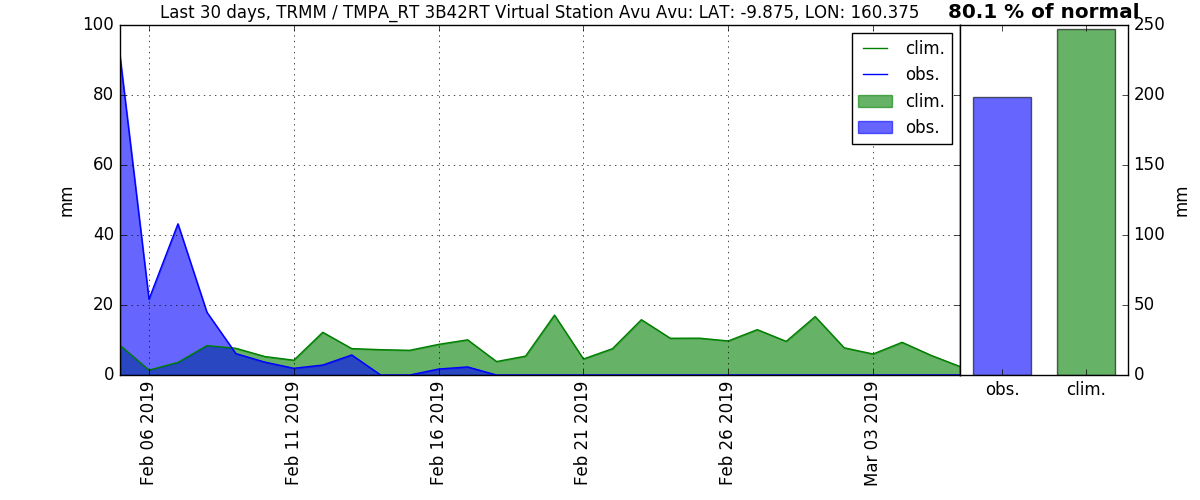 Last 30 days, TRMM / TMPA_RT 3B42RT Virtual Station Avu Avu: LAT: -9.875, LON: 160.375
80.1 % of normal
100
80
60
40
20
0
mm
clim.
obs.
clim.
obs.
Feb 06 2019
Feb 11 2019
Feb 16 2019
Feb 21 2019
Feb 26 2019
Mar 03 2019
250
200
150
100
50
0
mm
obs.
clim.